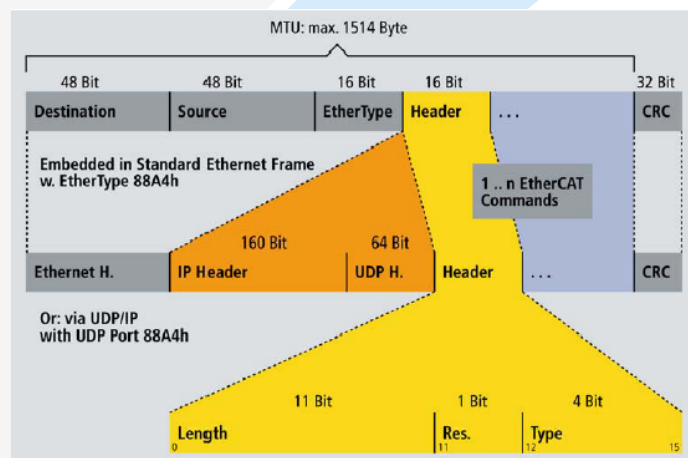 MTU: max. 1514 Byte
48 Bit 48 Bit 16 Bit 16 Bit 32 Bit
Destination Source EtherType Header ... CRC
Embedded in Standard Ethernet Frame
w. EtherType 88A4h
1 .. n EtherCAT
Commands
160 Bit 64 Bit
Ethernet H. IP Header UDP H. Header ... CRC
Or: via UDP/IP
with UDP Port 88A4h
11 Bit 1 Bit 4 Bit
Length Res. Type
0 11 12 15